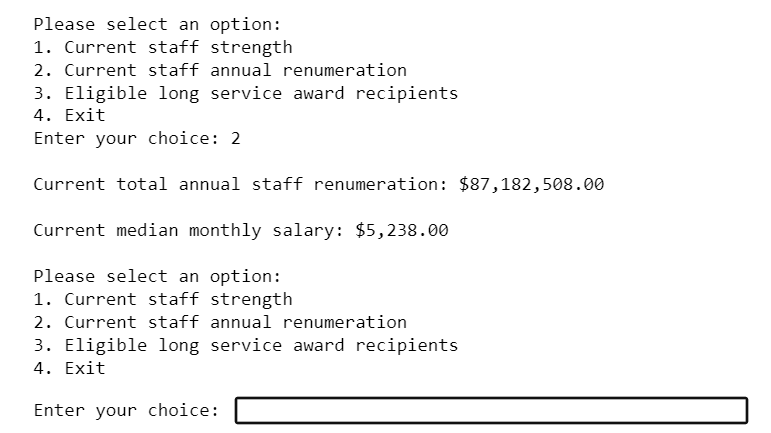 Please select an option:
1. Current staff strength
2. Current staff annual renumeration
3. Eligible long service award recipients
4. Exit
Enter your choice: 2
Current total annual staff renumeration: $87,182,508.00
Current median monthly salary: $5,238.00
Please select an option:
1. Current staff strength
2. Current staff annual renumeration
3. Eligible long service award recipients
4. Exit
Enter your choice: